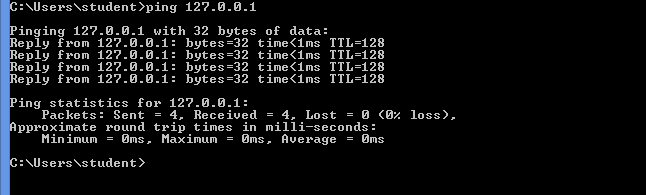 C:\Users\student>ping 127.0.0.1
Pinging 127.0.0.1 with 32 bytes of data:
Reply from 127.0.0.1: bytes=32 time<1ms TTL=128
Reply from 127.0.0.1: bytes=32 time<1ms TTL=128
Reply from 127.0.0.1: bytes=32 time<1ms TTL=128
Reply from 127.0.0.1: bytes=32 time<1ms TTL=128
Ping statistics for 127.0.0.1:
Packets: Sent = 4, Received = 4, Lost = 0 (0% loss),
Approximate round trip times in milli-seconds:
Minimum = 0ms, Maximum = 0ms, Average = 0ms
C:\Users\student>